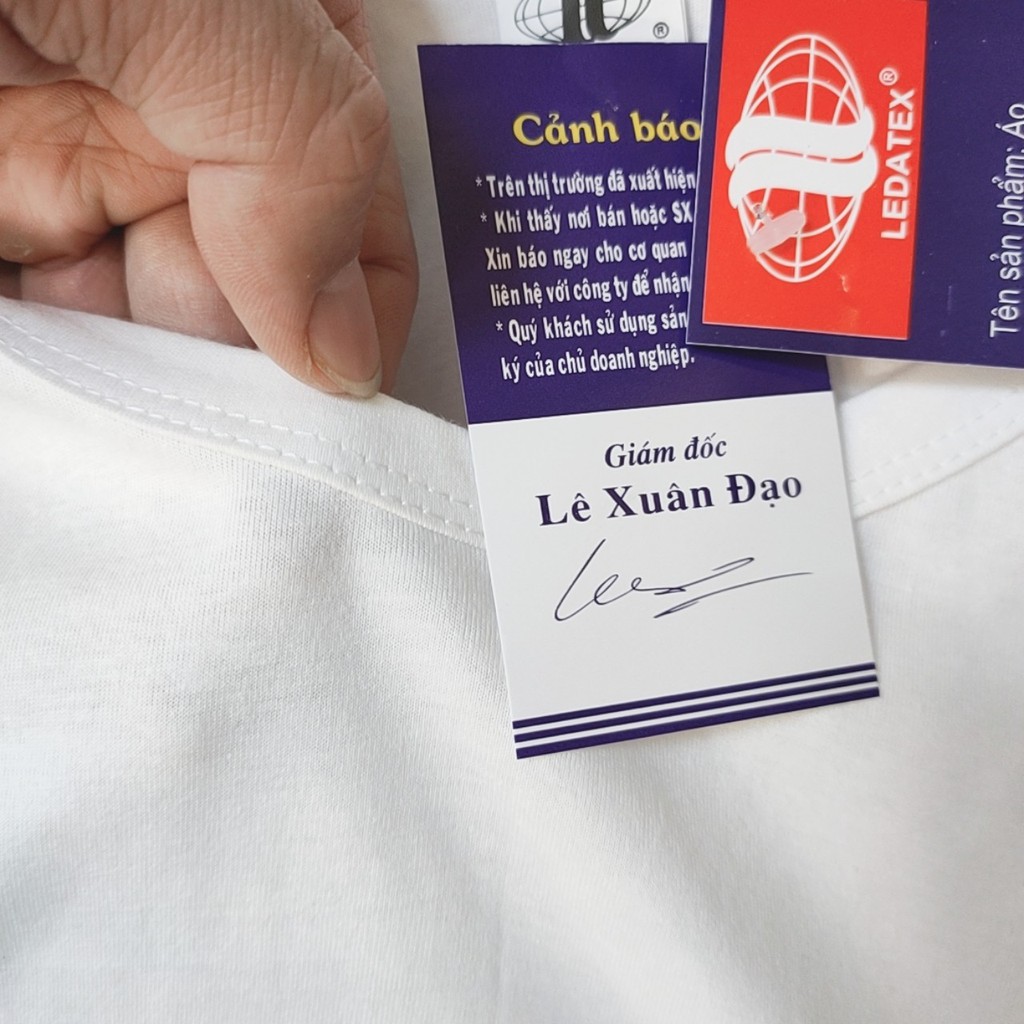 ®
Cảnh báo
* Trên thị trường đã xuất hiện
* Khi thấy nơi bán hoặc SX
Xin báo ngay cho cơ quan
liên hệ với công ty để nhận
* Quý khách sử dụng sản
ký của chủ doanh nghiệp.
Giám đốc
Lê Xuân Đạo
LEDATEX®
Tên sản phẩm: Áo